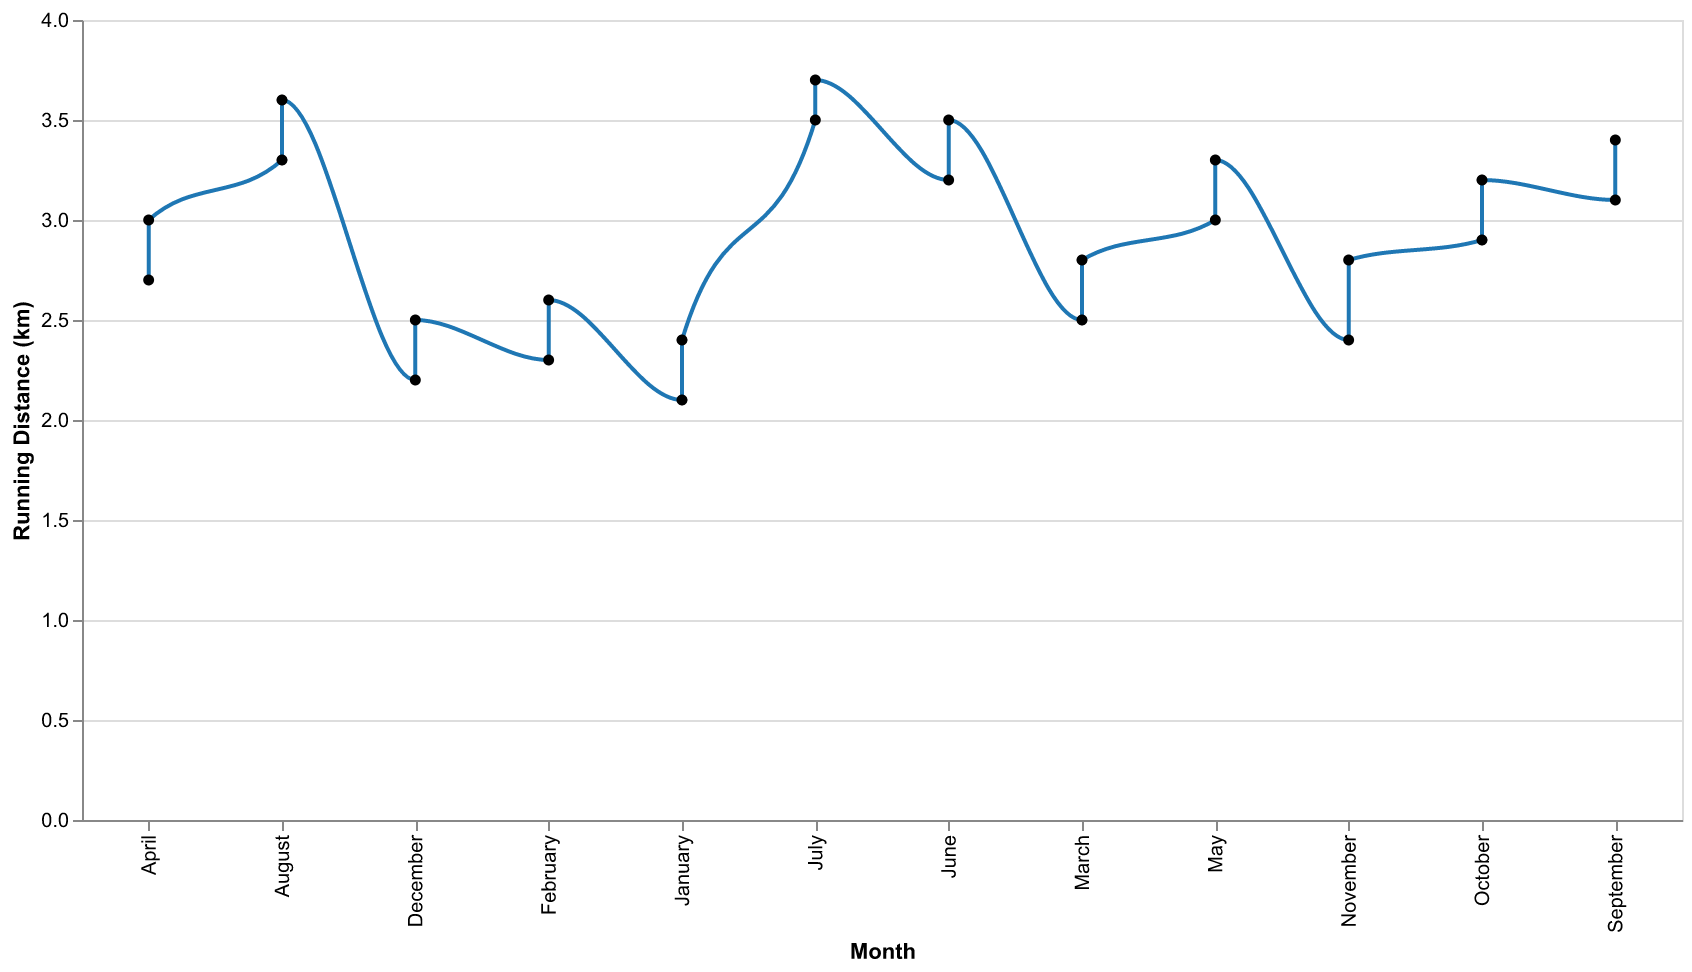 4.0
3.5
3.0
2.5
2.0
1.5
1.0
0.5
0.0
Running Distance (km)
April
August
December
February
January
July
June
March
May
November
October
September
Month